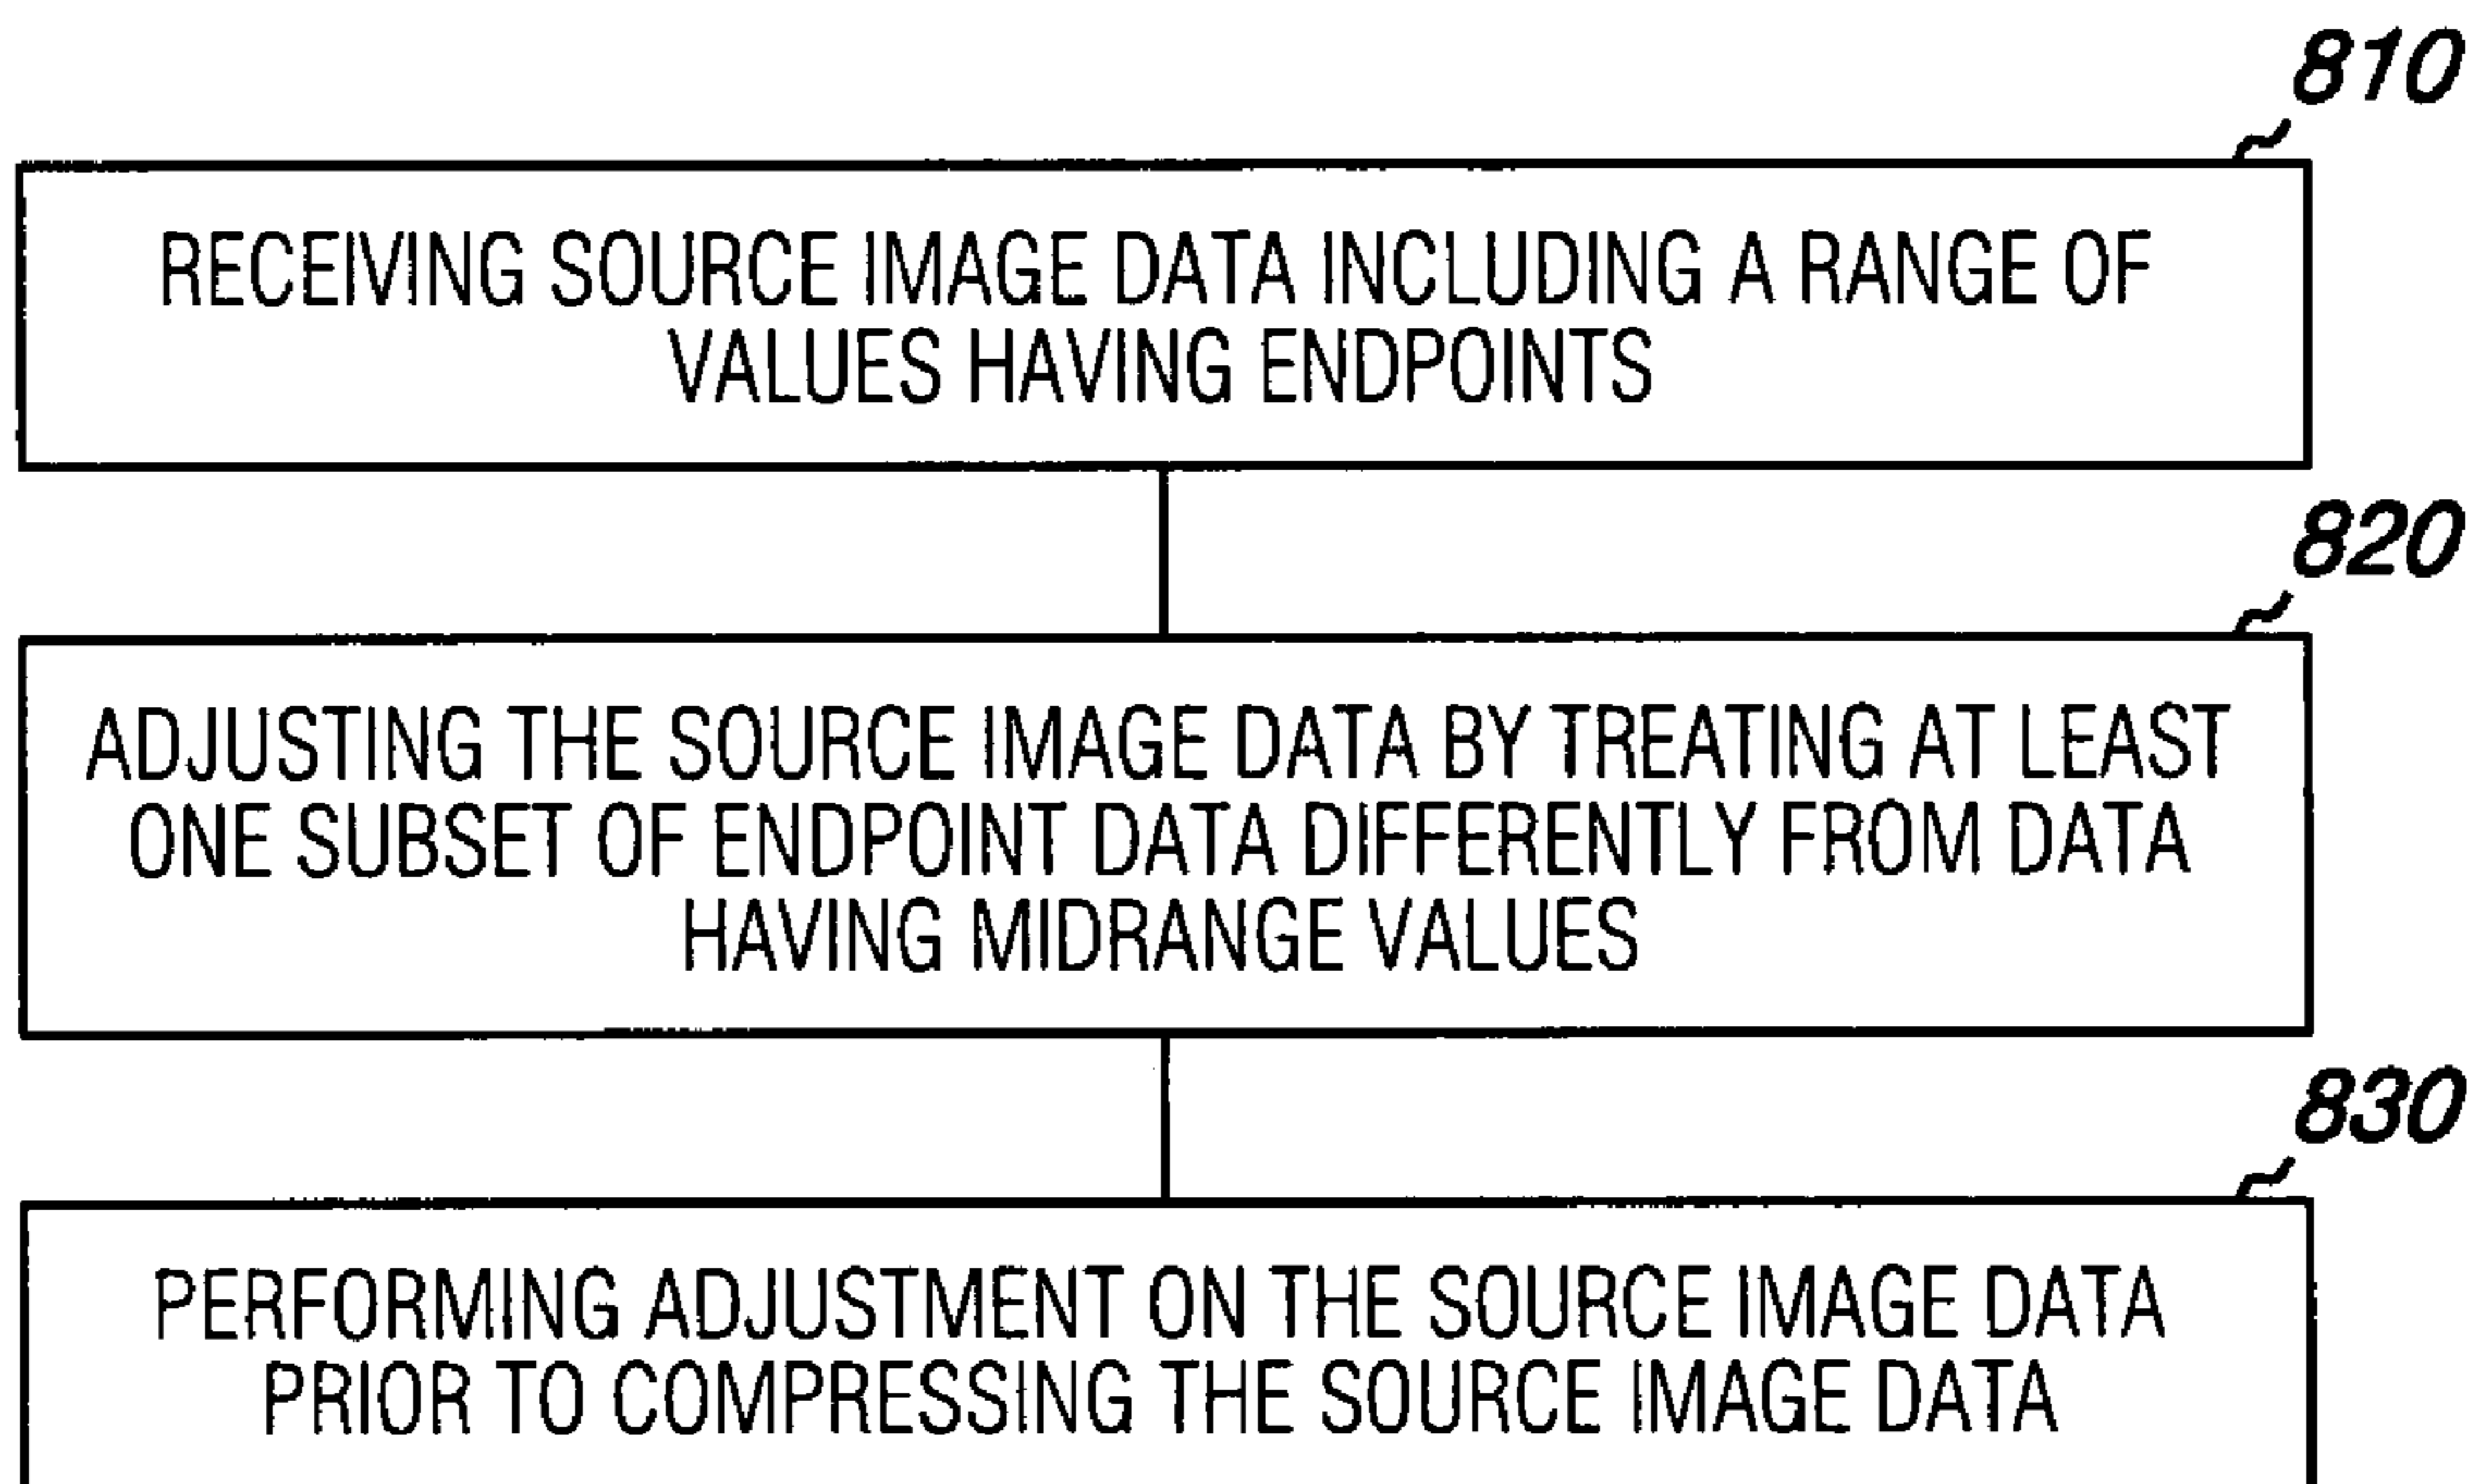 810
RECEIVING SOURCE IMAGE DATA INCLUDING A RANGE OF
VALUES HAVING ENDPOINTS
820
ADJUSTING THE SOURCE IMAGE DATA BY TREATING AT LEAST
ONE SUBSET OF ENDPOINT DATA DIFFERENTLY FROM DATA
HAVING MIDRANGE VALUES
830
PERFORMING ADJUSTMENT ON THE SOURCE IMAGE DATA
PRIOR TO COMPRESSING THE SOURCE IMAGE DATA